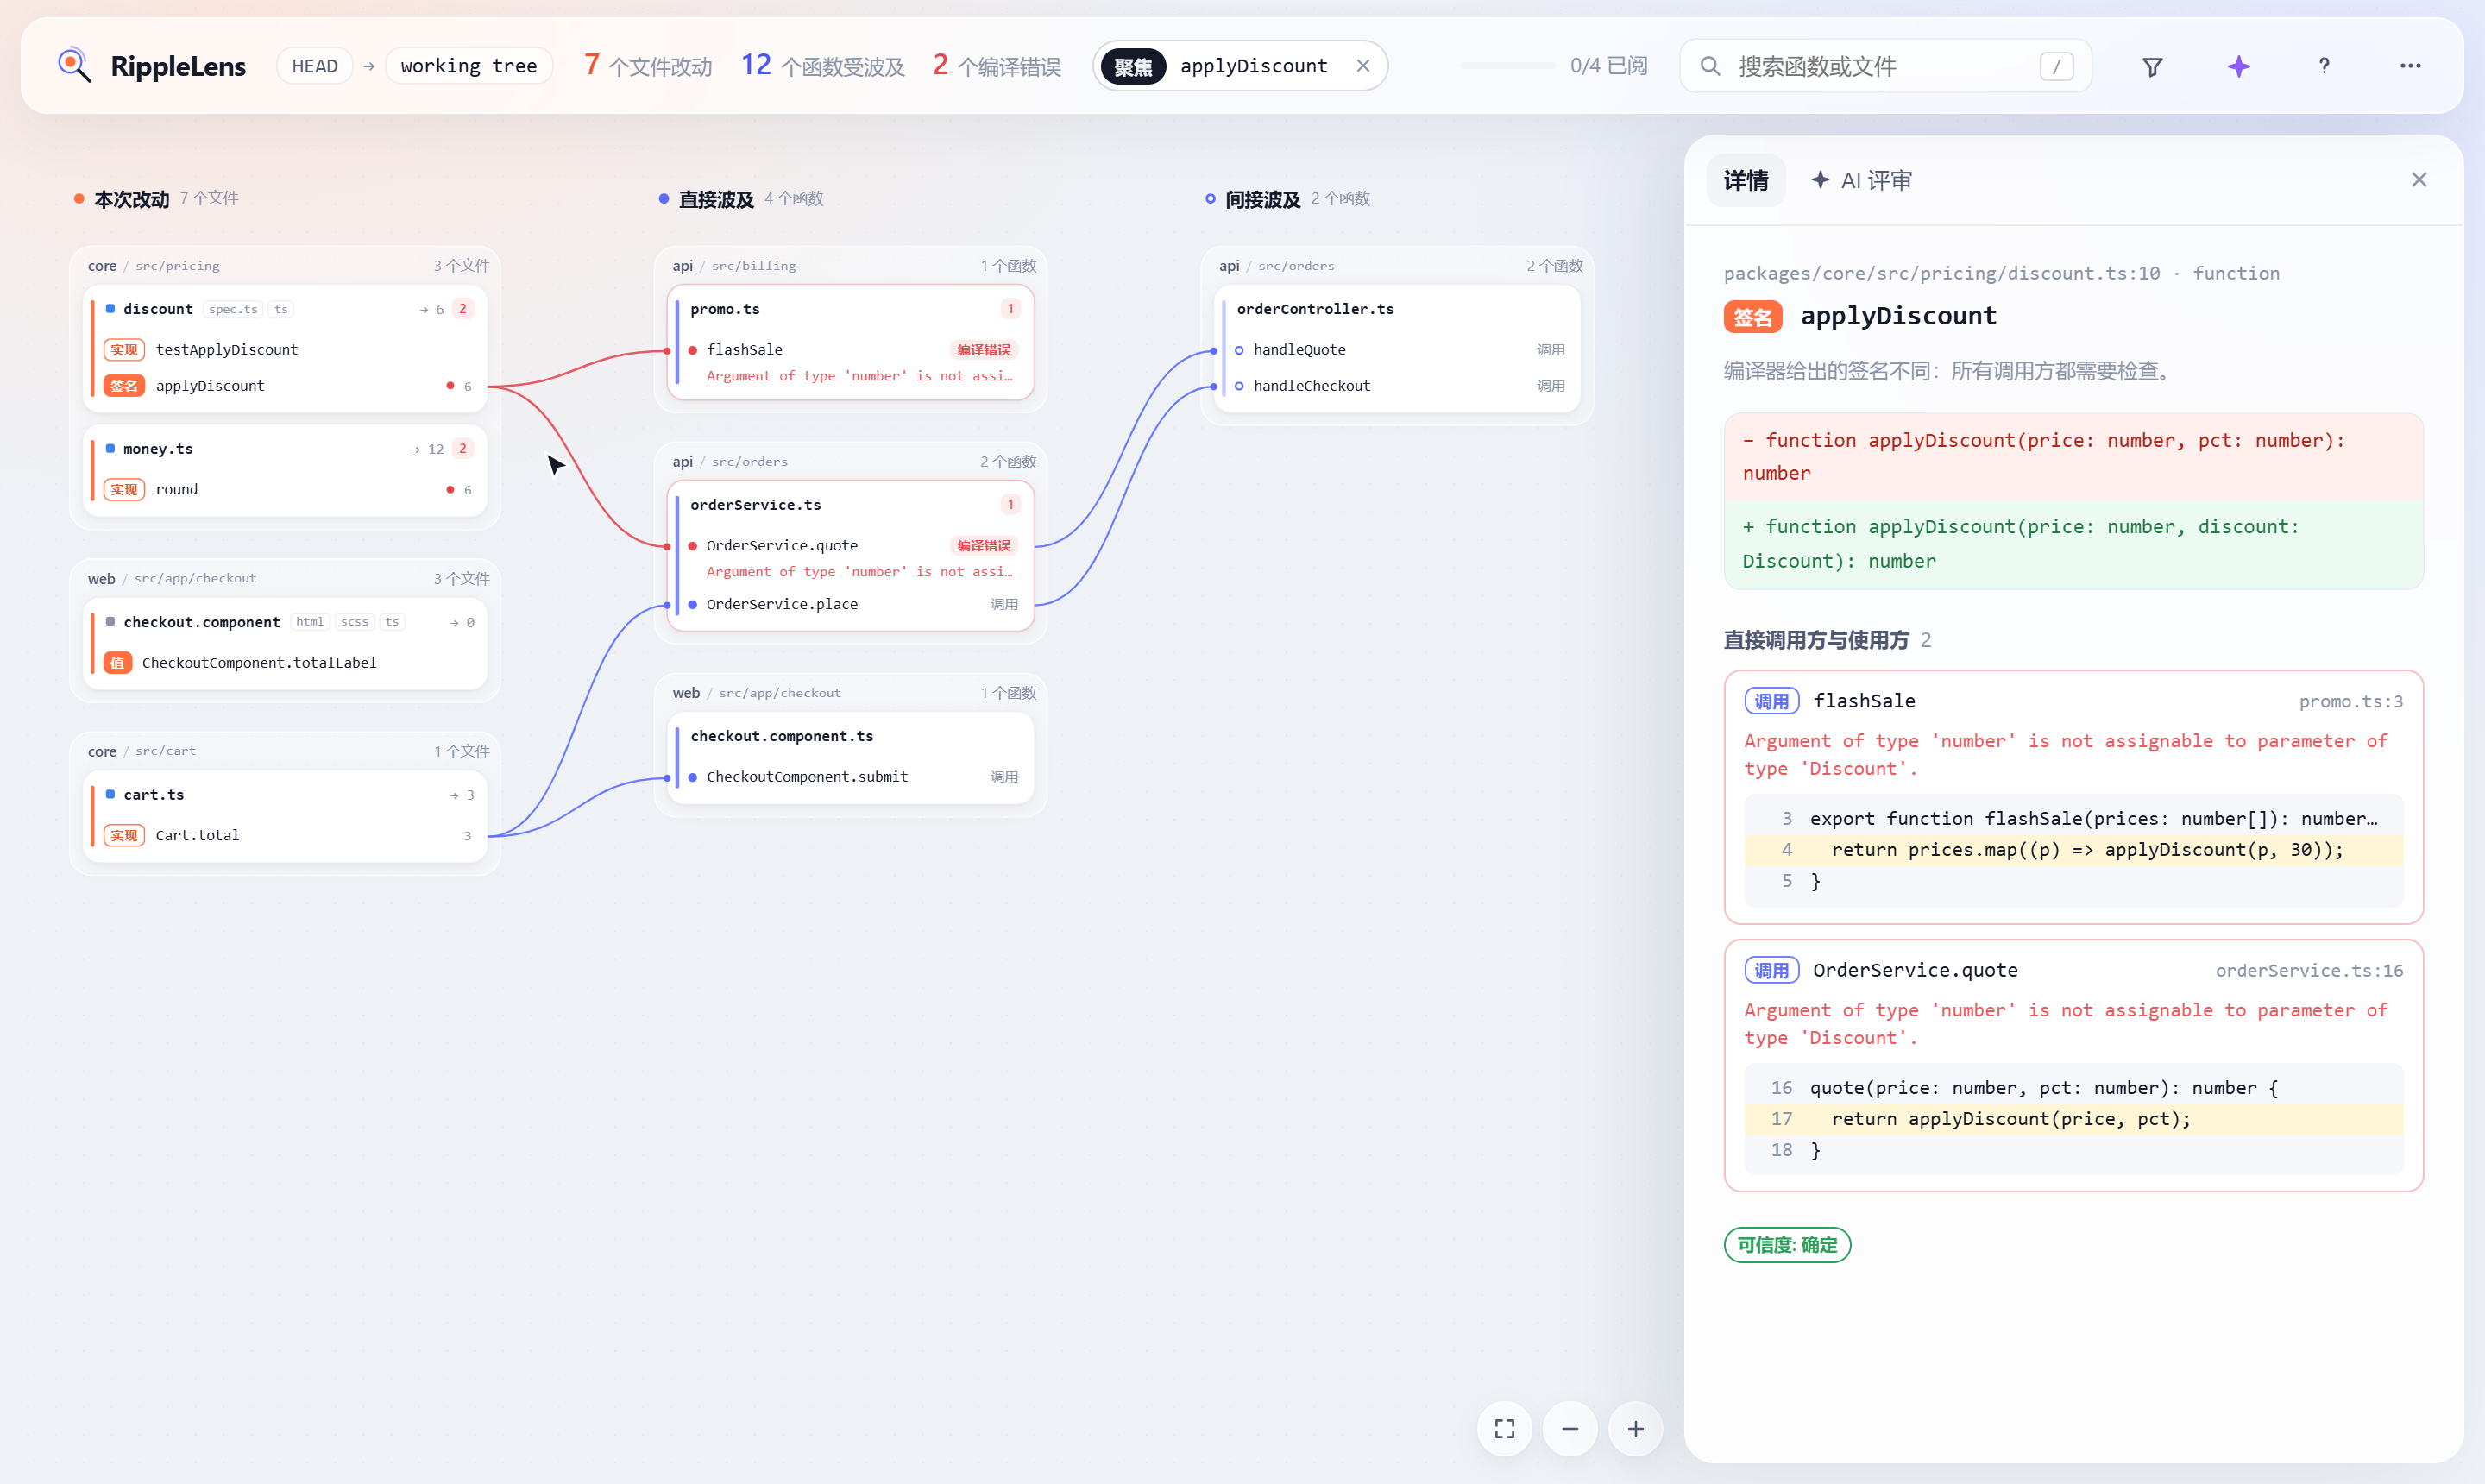 RippleLens
HEAD → working tree
7 个文件改动
12 个函数受波及
2 个编译错误
聚焦 applyDiscount ×
0/4 已阅
搜索函数或文件 /
?
本次改动 7 个文件
core / src/pricing 3 个文件
discount spec.ts ts → 6 2
实现 testApplyDiscount
签名 applyDiscount 6
money.ts → 12 2
实现 round 6
web / src/app/checkout 3 个文件
checkout.component html scss ts → 0
值 CheckoutComponent.totalLabel
core / src/cart 1 个文件
cart.ts → 3
实现 Cart.total 3
直接波及 4 个函数
api / src/billing 1 个函数
promo.ts 1
flashSale 编译错误
Argument of type 'number' is not assi…
api / src/orders 2 个函数
orderService.ts 1
OrderService.quote 编译错误
Argument of type 'number' is not assi…
OrderService.place 调用
web / src/app/checkout 1 个函数
checkout.component.ts
CheckoutComponent.submit 调用
间接波及 2 个函数
api / src/orders 2 个函数
orderController.ts
handleQuote 调用
handleCheckout 调用
详情 AI 评审
packages/core/src/pricing/discount.ts:10 · function
签名 applyDiscount
编译器给出的签名不同：所有调用方都需要检查。
- function applyDiscount(price: number, pct: number):
number
+ function applyDiscount(price: number, discount:
Discount): number
直接调用方与使用方 2
调用 flashSale promo.ts:3
Argument of type 'number' is not assignable to parameter of
type 'Discount'.
3 export function flashSale(prices: number[]): number…
4 return prices.map((p) => applyDiscount(p, 30));
5 }
调用 OrderService.quote orderService.ts:16
Argument of type 'number' is not assignable to parameter of
type 'Discount'.
16 quote(price: number, pct: number): number {
17 return applyDiscount(price, pct);
18 }
可信度: 确定